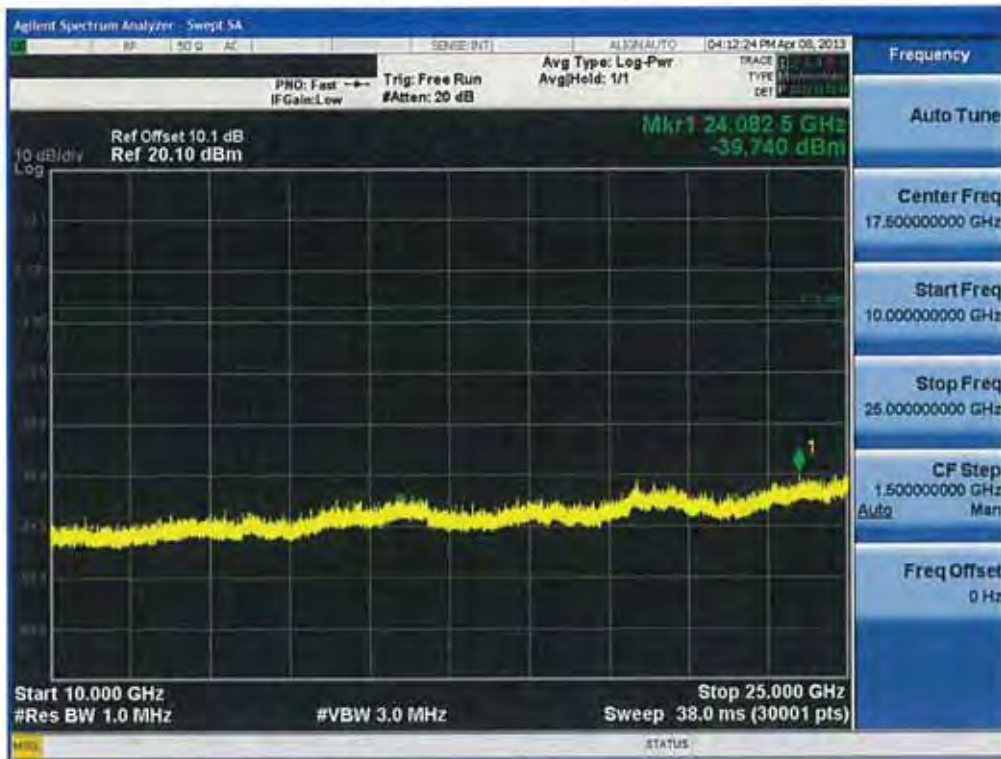 Agilent Spectrum Analyzer - Swept SA
RF 50 Ω AC SENSE:INT ALIGN AUTO 04:12:24 PM Apr 08, 2013
PNO: Fast Trig: Free Run Avg Type: Log-Pwr TRACE
IFGain:Low #Atten: 20 dB Avg|Hold: 1/1 TYPE
DET
Mkr1 24.082 5 GHz
-39.740 dBm
Ref Offset 10.1 dB
10 dB/div Ref 20.10 dBm
Log
1
Start 10.000 GHz Stop 25.000 GHz
#Res BW 1.0 MHz #VBW 3.0 MHz Sweep 38.0 ms (30001 pts)
MSG STATUS
Frequency
Auto Tune
Center Freq
17.500000000 GHz
Start Freq
10.000000000 GHz
Stop Freq
25.000000000 GHz
CF Step
1.500000000 GHz
Auto Man
Freq Offset
0 Hz